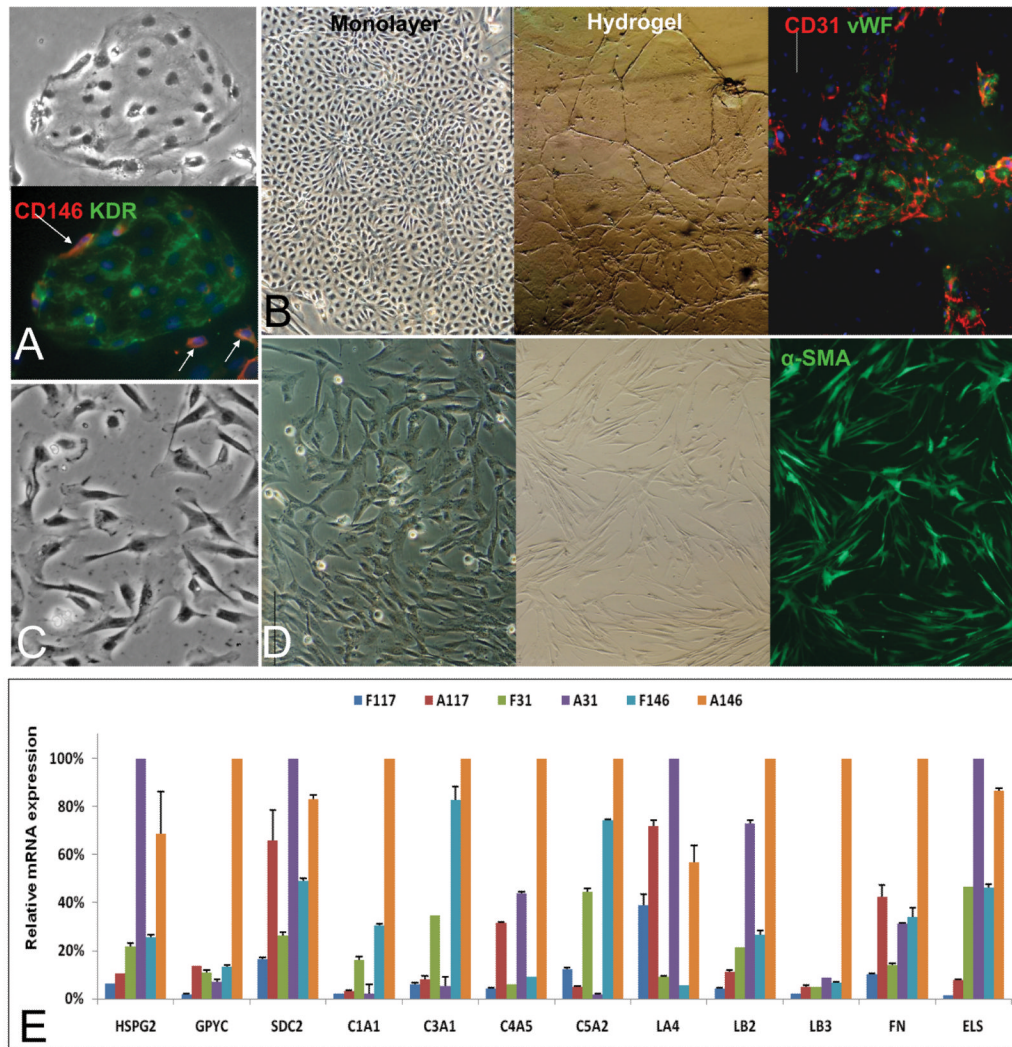 Monolayer
Hydrogel
CD31 vWF
CD146 KDR
A
B
α-SMA
C
D
F117 A117 F31 A31 F146 A146
Relative mRNA expression
100%
80%
60%
40%
20%
0%
HSPG2 GPYC SDC2 C1A1 C3A1 C4A5 C5A2 LA4 LB2 LB3 FN ELS
E